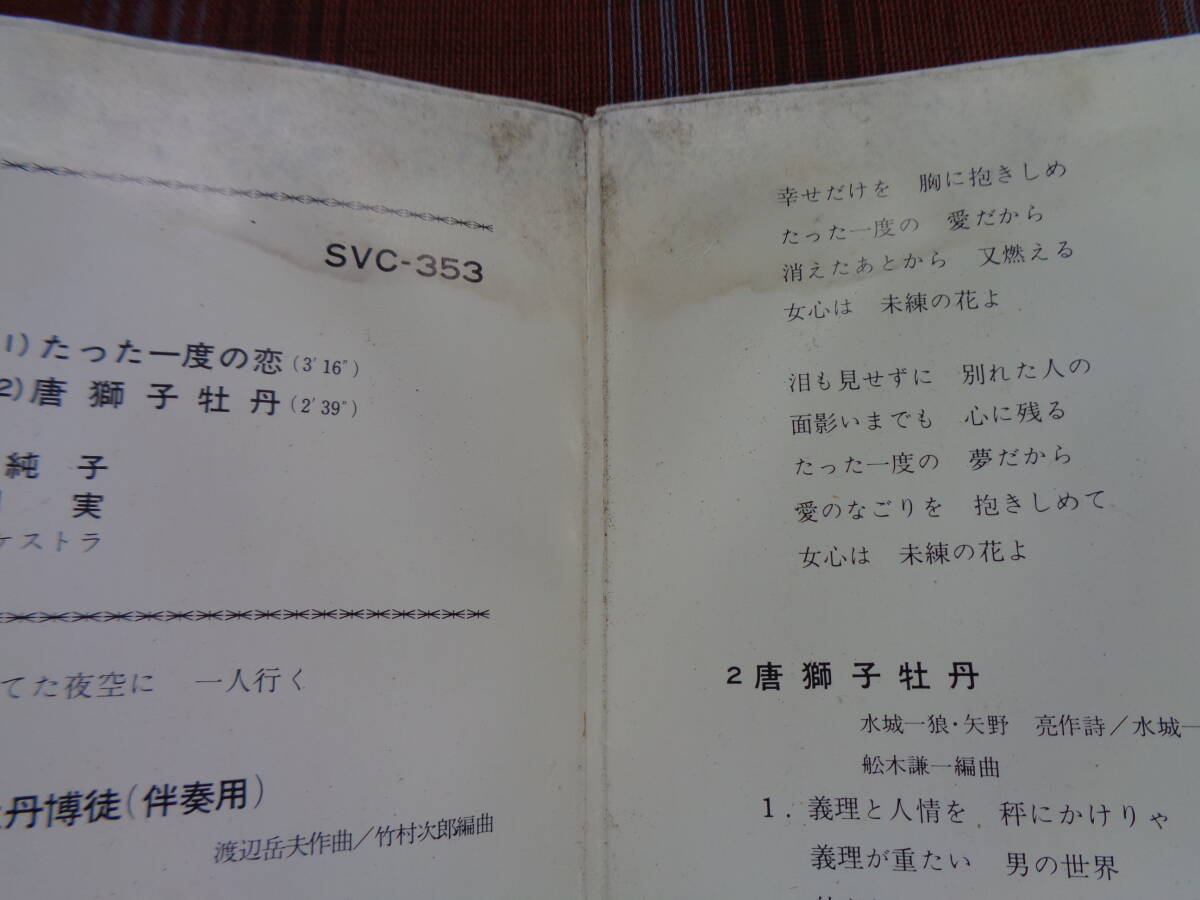 SVC-353
1)たった一度の恋(3′16″)
2)唐獅子牡丹(2′39″)
純子
実
ケストラ
てた夜空に 一人行く
丹博徒(伴奏用)
渡辺岳夫作曲/竹村次郎編曲
幸せだけを 胸に抱きしめ
たった一度の 愛だから
消えたあとから 又燃える
女心は 未練の花よ
泪も見せずに 別れた人の
面影いまでも 心に残る
たった一度の 夢だから
愛のなごりを 抱きしめて
女心は 未練の花よ
2唐獅子牡丹
水城一狼・矢野 亮作詩/水城一
舩木謙一編曲
1. 義理と人情を 秤にかけりゃ
義理が重たい 男の世界